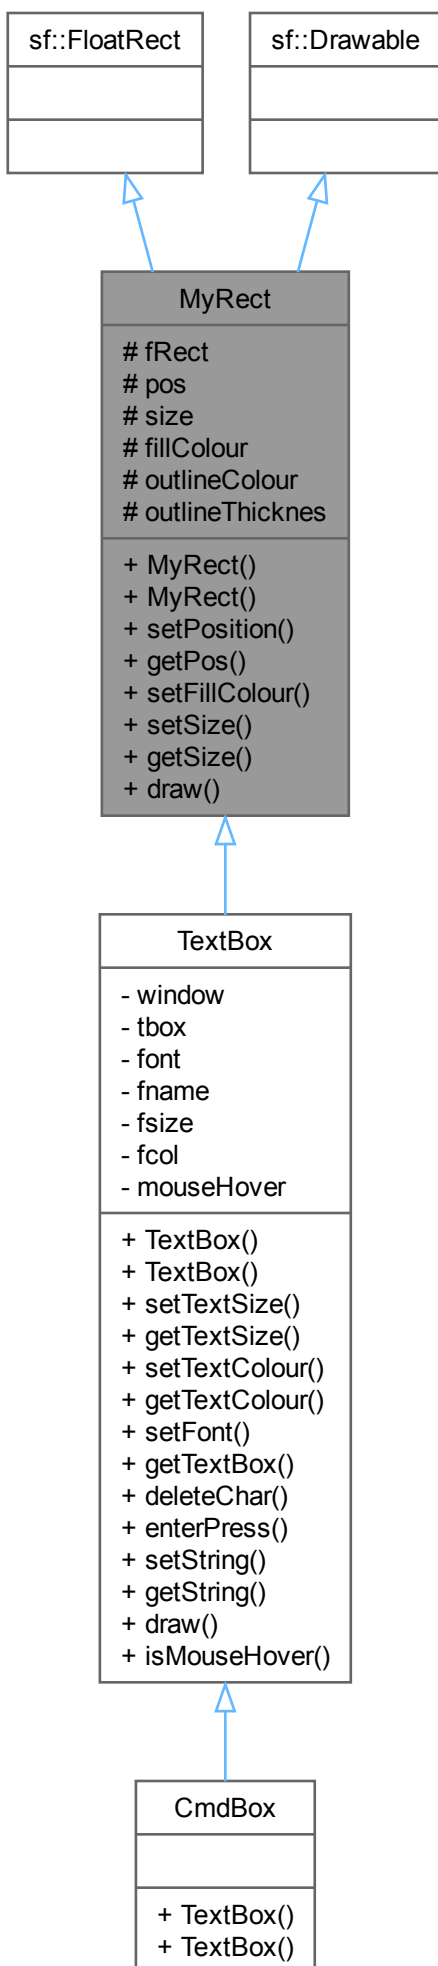 sf::FloatRect
sf::Drawable
MyRect
# fRect
# pos
# size
# fillColour
# outlineColour
# outlineThicknes
+ MyRect()
+ MyRect()
+ setPosition()
+ getPos()
+ setFillColour()
+ setSize()
+ getSize()
+ draw()
TextBox
- window
- tbox
- font
- fname
- fsize
- fcol
- mouseHover
+ TextBox()
+ TextBox()
+ setTextSize()
+ getTextSize()
+ setTextColour()
+ getTextColour()
+ setFont()
+ getTextBox()
+ deleteChar()
+ enterPress()
+ setString()
+ getString()
+ draw()
+ isMouseHover()
CmdBox
+ TextBox()
+ TextBox()